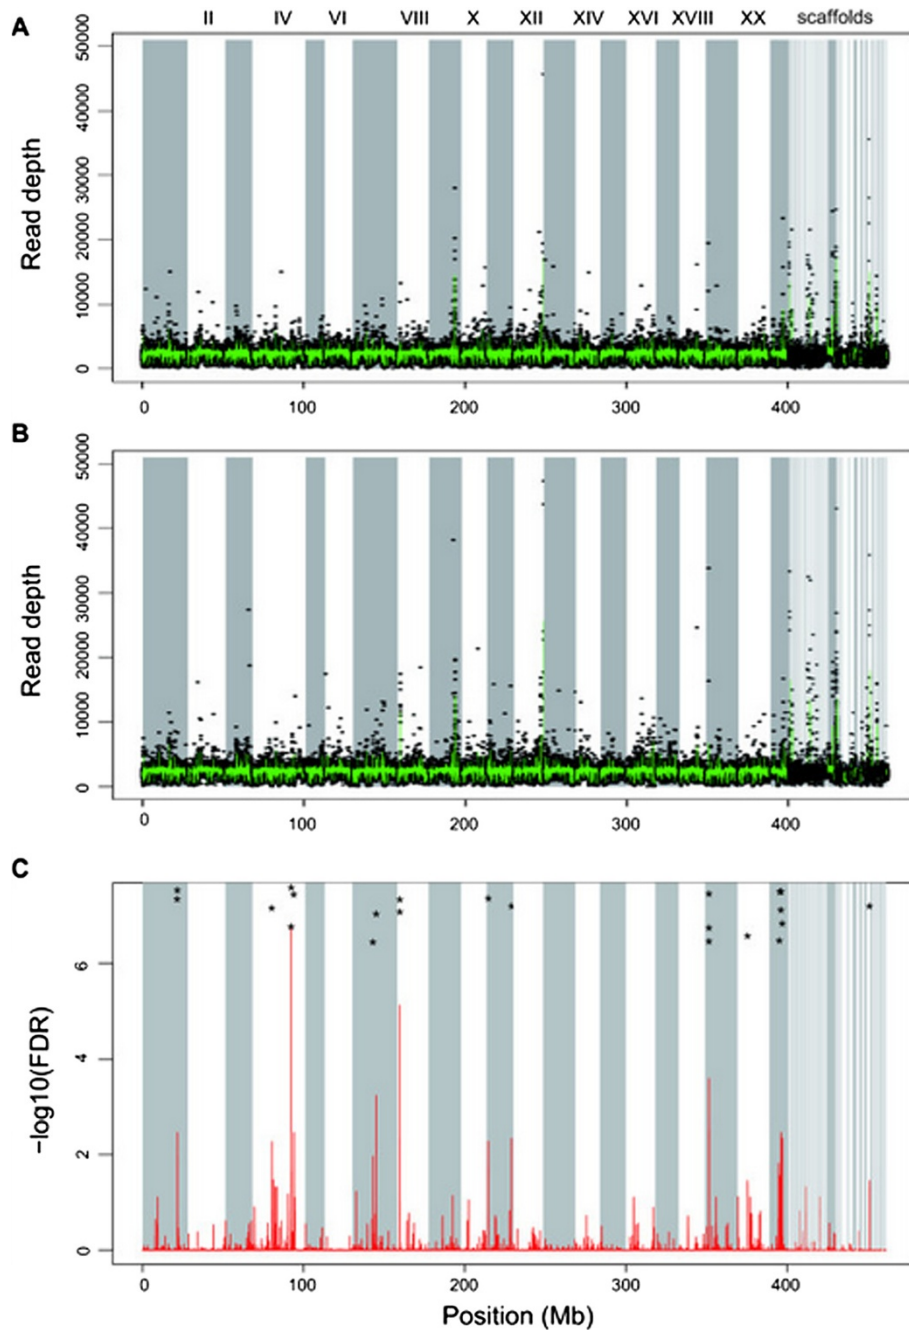 A
II IV VI VIII X XII XIV XVI XVIII XX scaffolds
50000
40000
30000
20000
10000
0
Read depth
0 100 200 300 400
B
50000
40000
30000
20000
10000
0
Read depth
0 100 200 300 400
C
6
4
2
0
−log10(FDR)
0 100 200 300 400
Position (Mb)